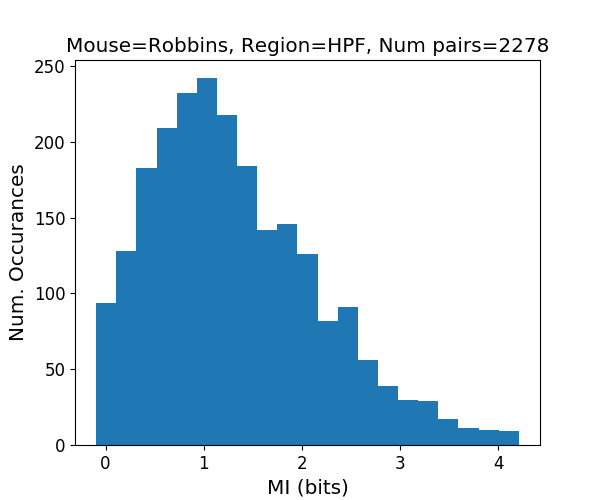 Mouse=Robbins, Region=HPF, Num pairs=2278
250
200
150
100
50
0
Num. Occurances
0 1 2 3 4
MI (bits)